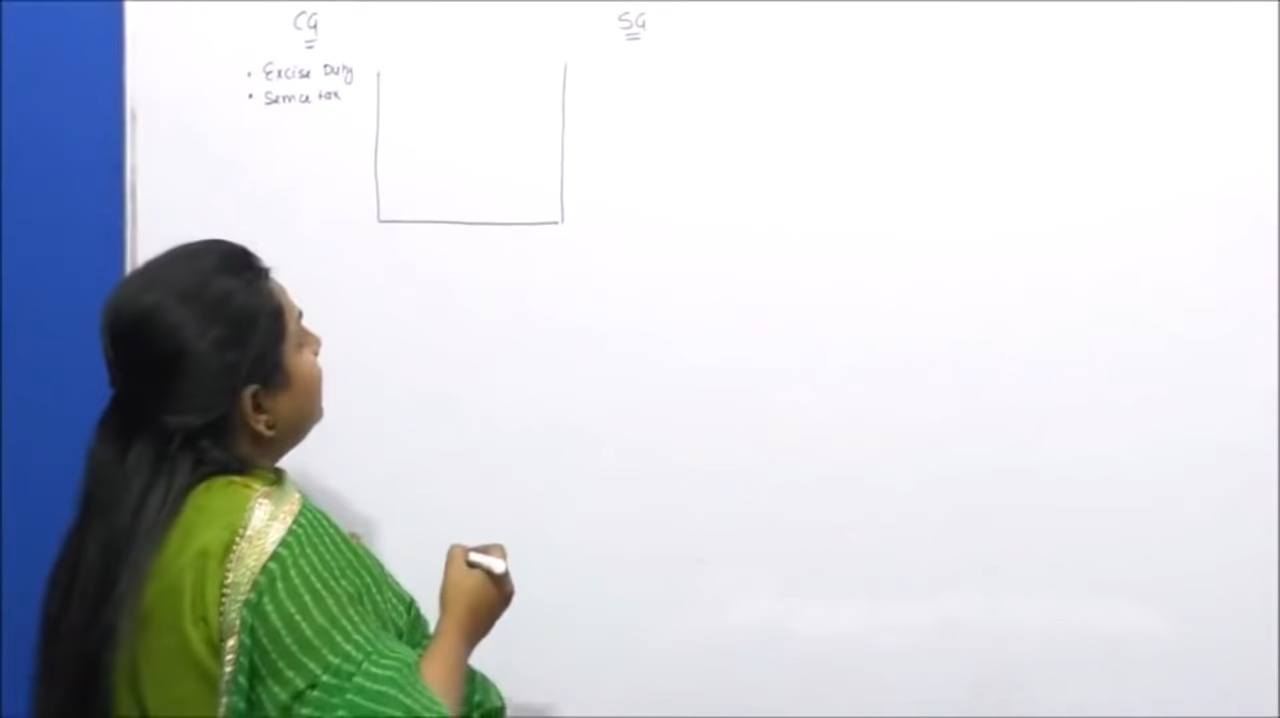 CG
SG
• Excise Duty
• Service tax